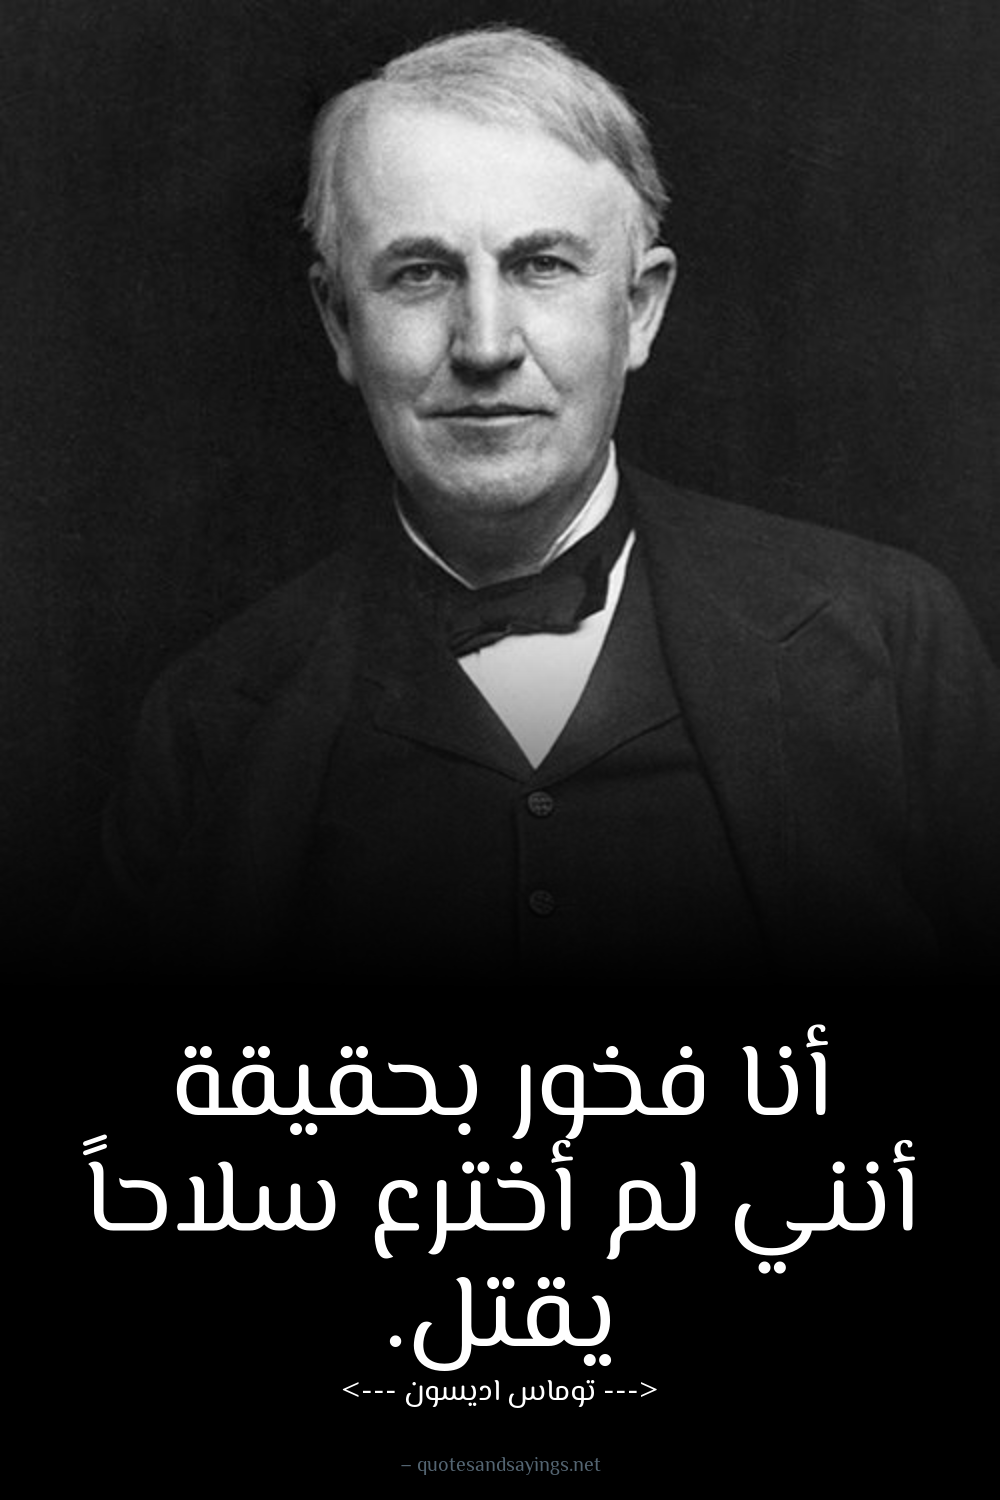 أنا فخور بحقيقة
أنني لم أخترع سلاحاً
يقتل.
<--- توماس اديسون --->
– quotesandsayings.net